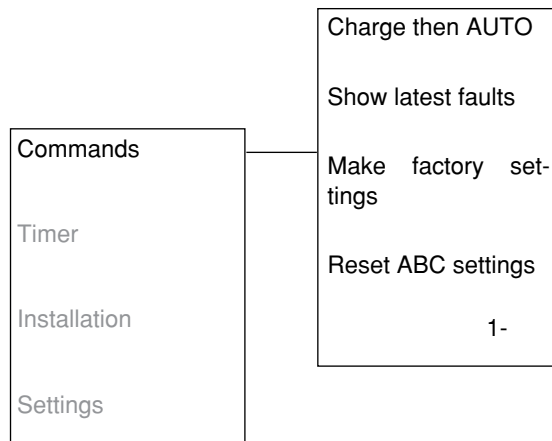 Commands
Timer
Installation
Settings
Charge then AUTO
Show latest faults
Make factory set-
tings
Reset ABC settings
1-